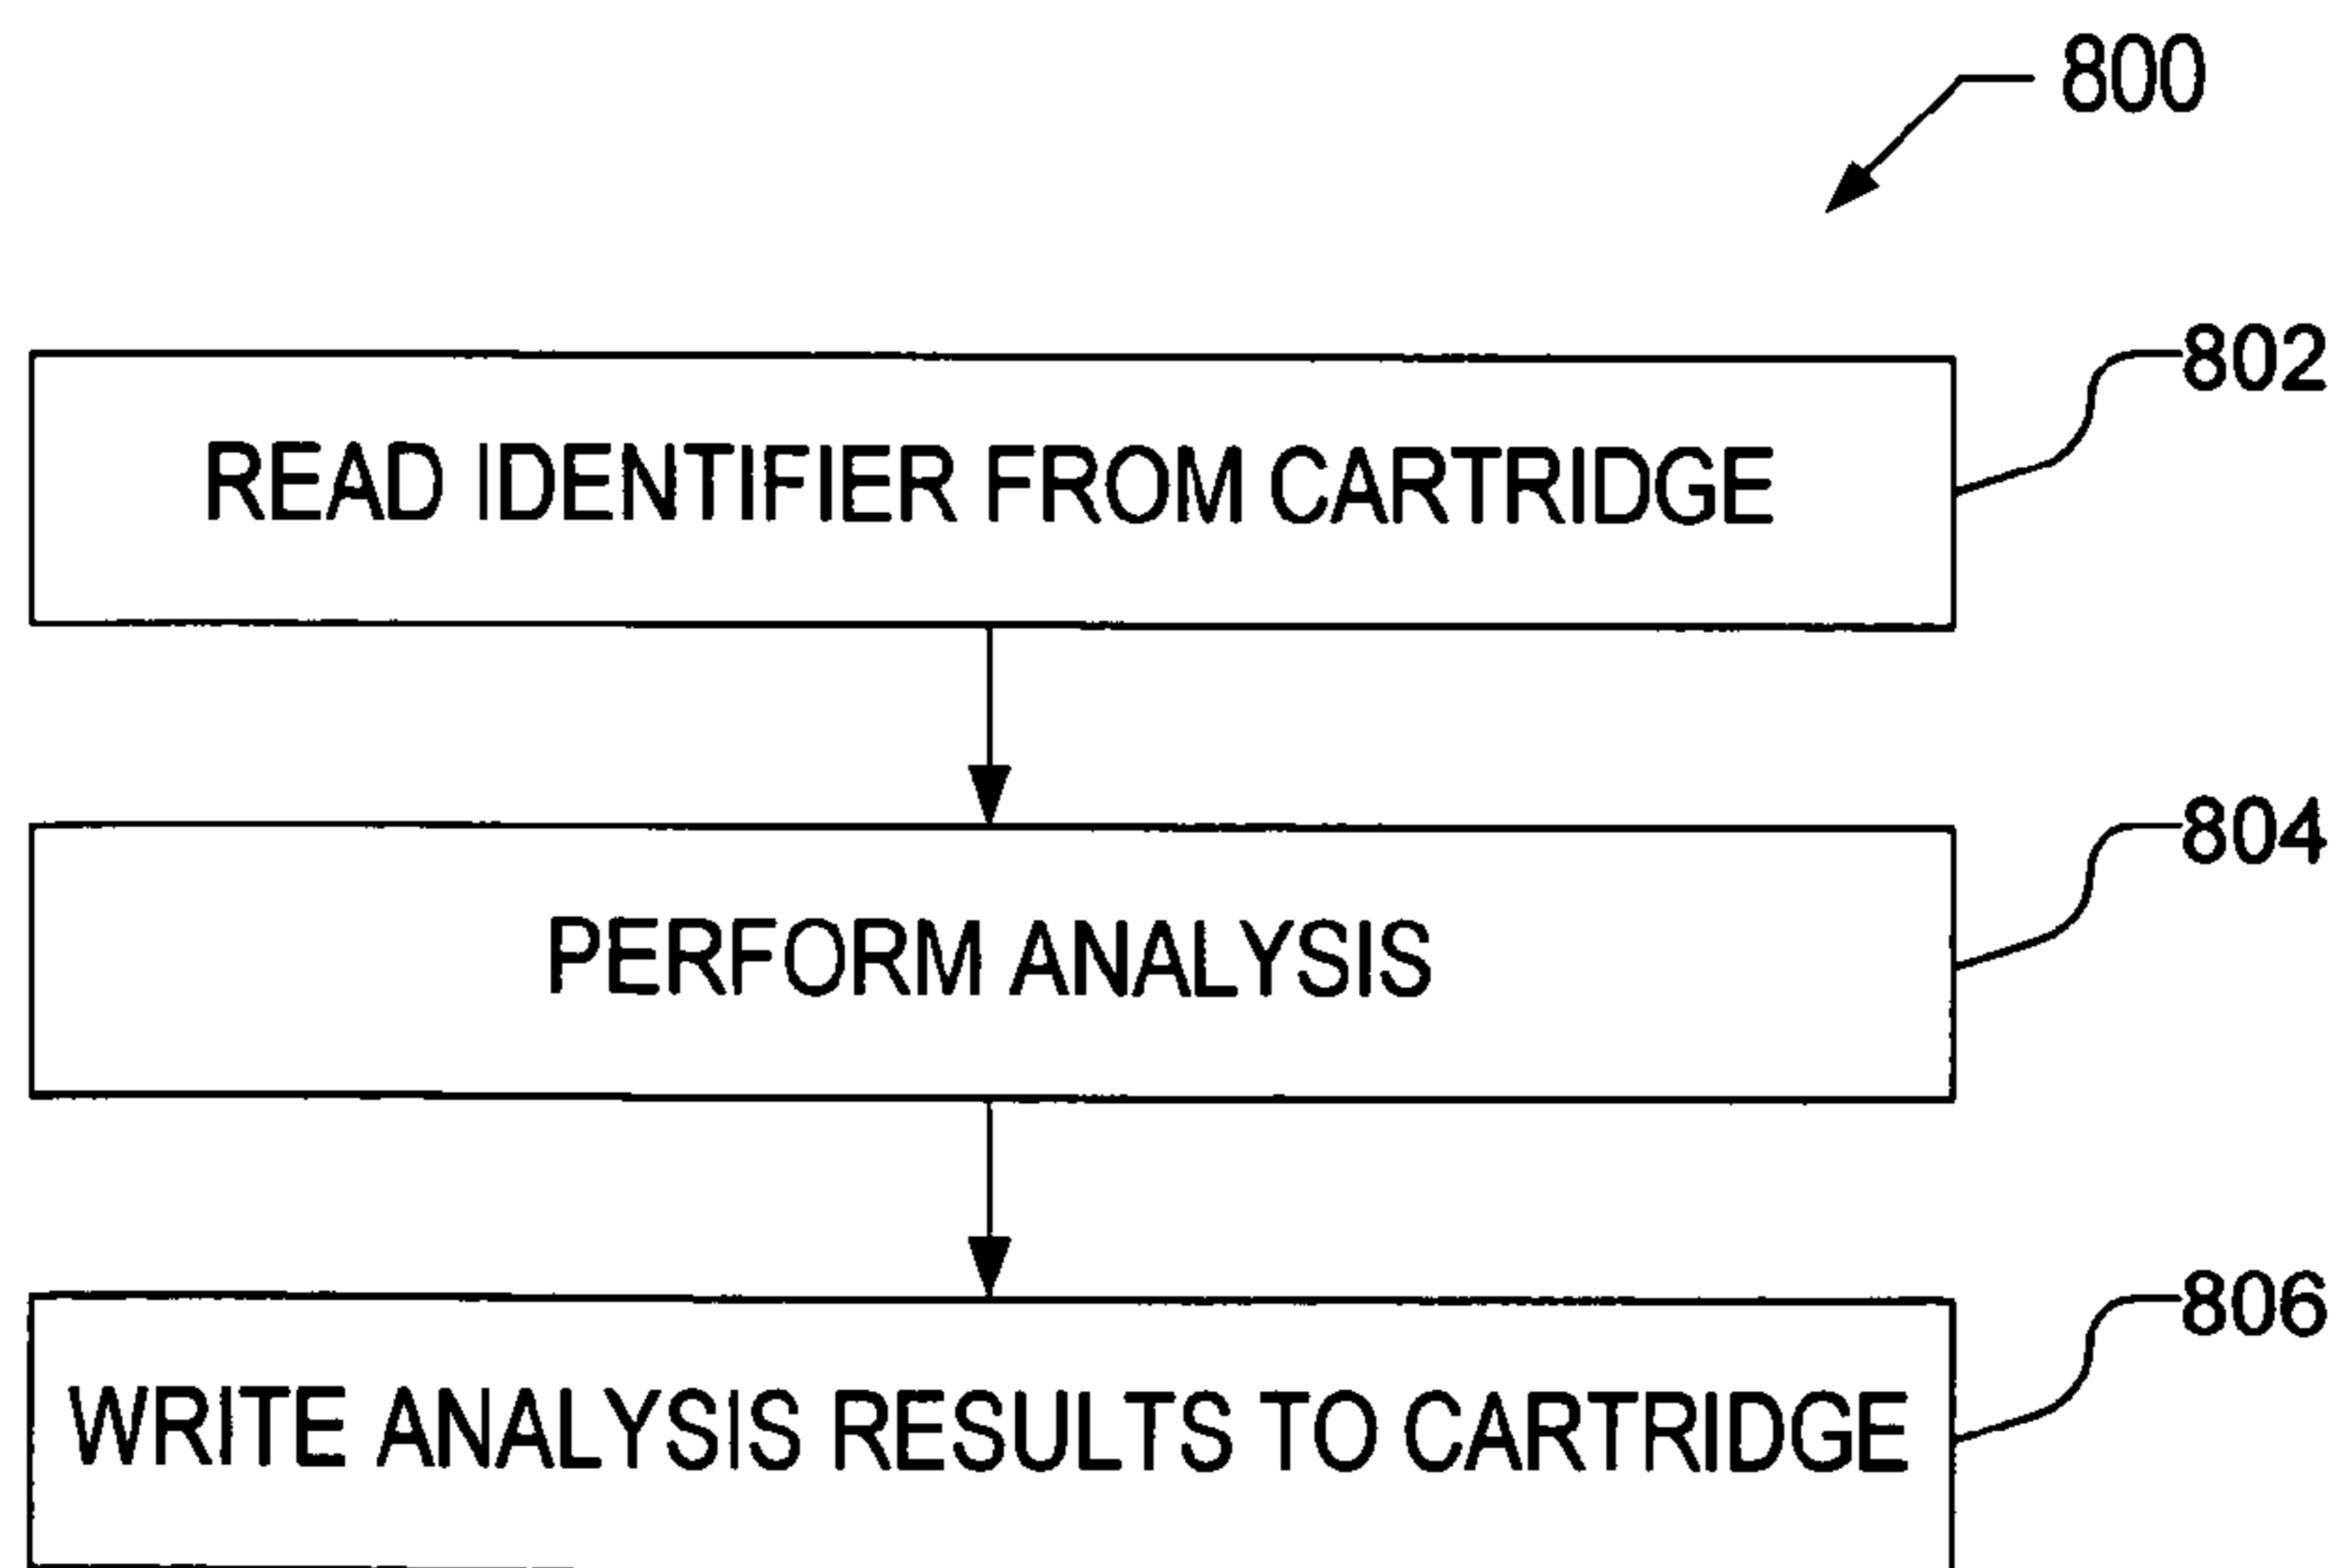 800
802
READ IDENTIFIER FROM CARTRIDGE
804
PERFORM ANALYSIS
806
WRITE ANALYSIS RESULTS TO CARTRIDGE